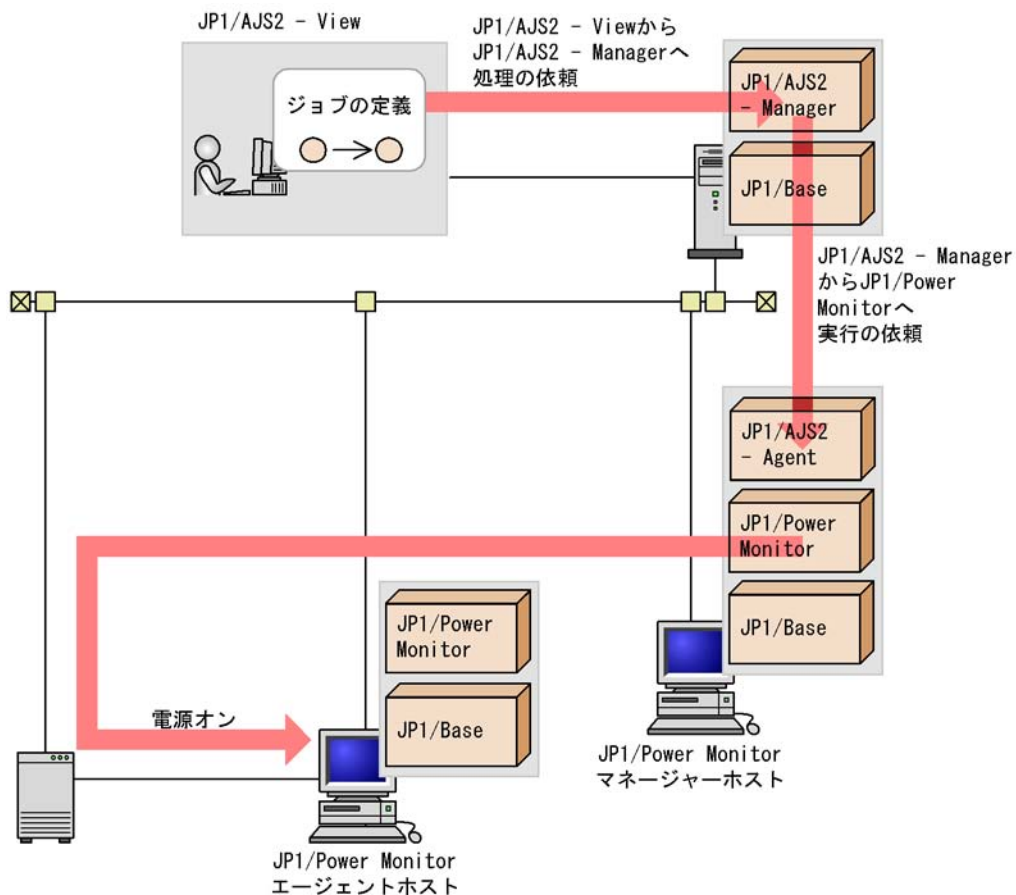 JP1/AJS2 - View
JP1/AJS2 - Viewから
JP1/AJS2 - Managerへ
処理の依頼
ジョブの定義
JP1/AJS2
- Manager
JP1/Base
JP1/AJS2 - Manager
からJP1/Power
Monitorへ
実行の依頼
JP1/AJS2
- Agent
JP1/Power
Monitor
JP1/Base
JP1/Power Monitor
マネージャーホスト
JP1/Power
Monitor
JP1/Base
電源オン
JP1/Power Monitor
エージェントホスト